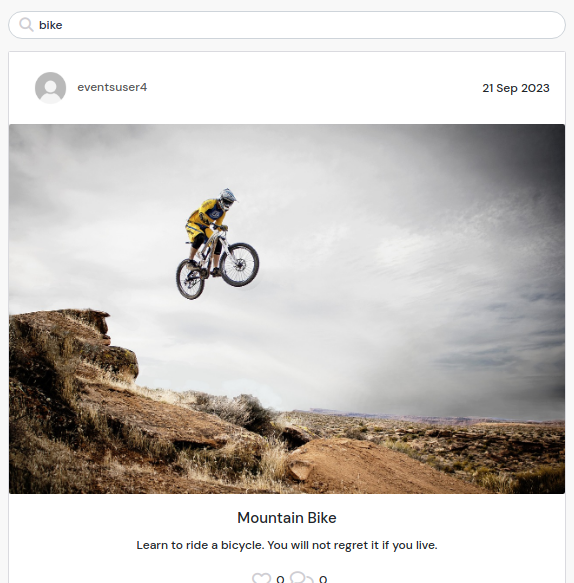 bike
eventsuser4
21 Sep 2023
Mountain Bike
Learn to ride a bicycle. You will not regret it if you live.
0 0